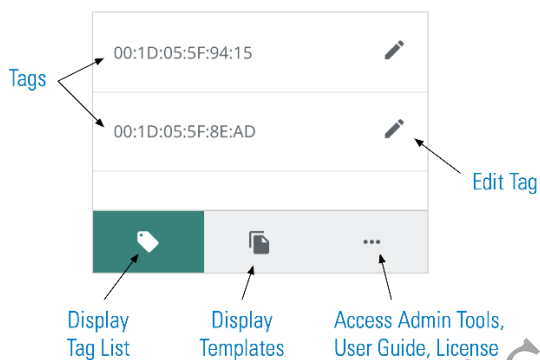 00:1D:05:5F:94:15
Tags
00:1D:05:5F:8E:AD
Edit Tag
Display
Tag List
Display
Templates
Access Admin Tools,
User Guide, License